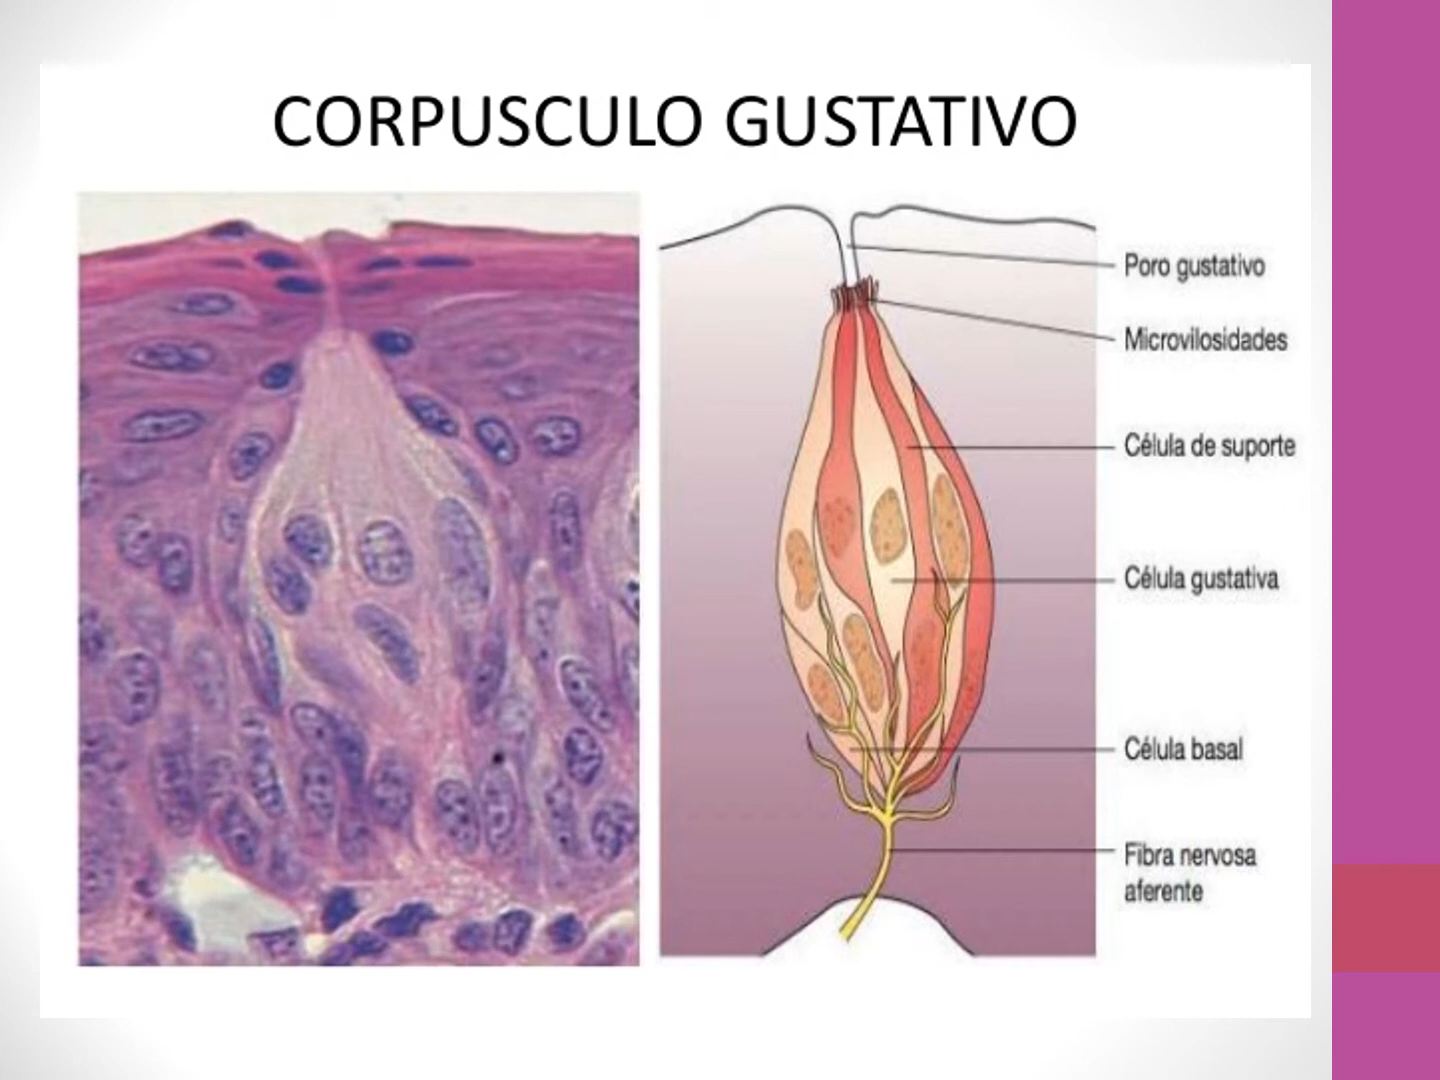 CORPUSCULO GUSTATIVO
Poro gustativo
Microvilosidades
Célula de suporte
Célula gustativa
Célula basal
Fibra nervosa
aferente